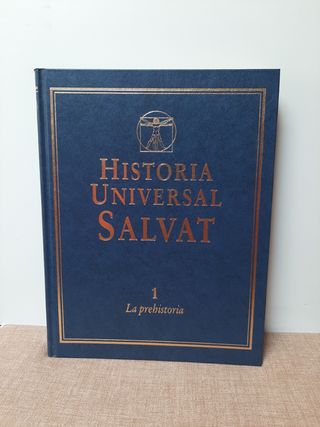 HISTORIA
UNIVERSAL
SALVAT
1
La prehistoria